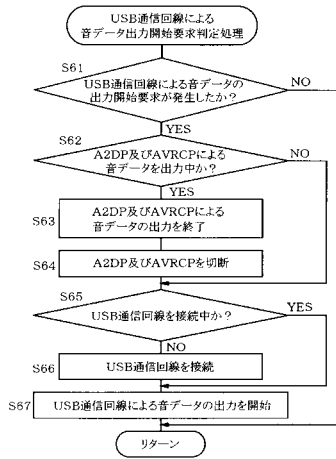 USB通信回線による
音データ出力開始要求判定処理
S61
USB通信回線による音データの
出力開始要求が発生したか？
NO
YES
S62
A2DP及びAVRCPによる
音データを出力中か？
NO
YES
S63
A2DP及びAVRCPによる
音データの出力を終了
S64
A2DP及びAVRCPを切断
S65
USB通信回線を接続中か？
YES
NO
S66
USB通信回線を接続
S67
USB通信回線による音データの出力を開始
リターン